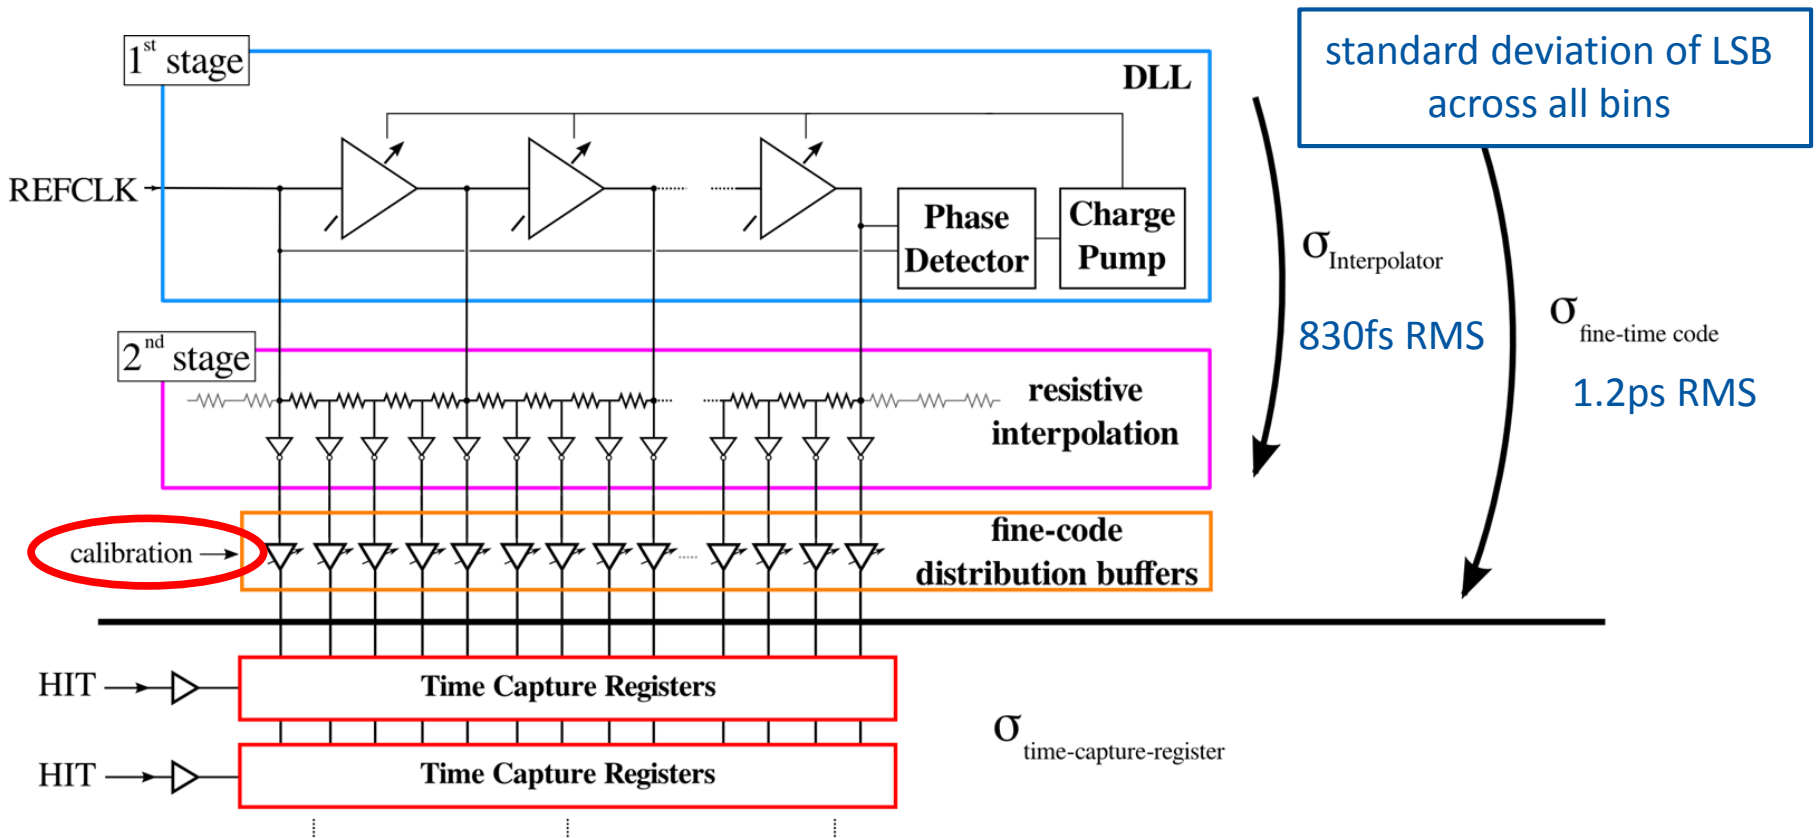 1st stage
DLL
standard deviation of LSB
across all bins
REFCLK
Phase
Detector
Charge
Pump
σInterpolator
830fs RMS
σfine-time code
1.2ps RMS
2nd stage
resistive
interpolation
calibration
fine-code
distribution buffers
HIT
Time Capture Registers
σtime-capture-register
HIT
Time Capture Registers